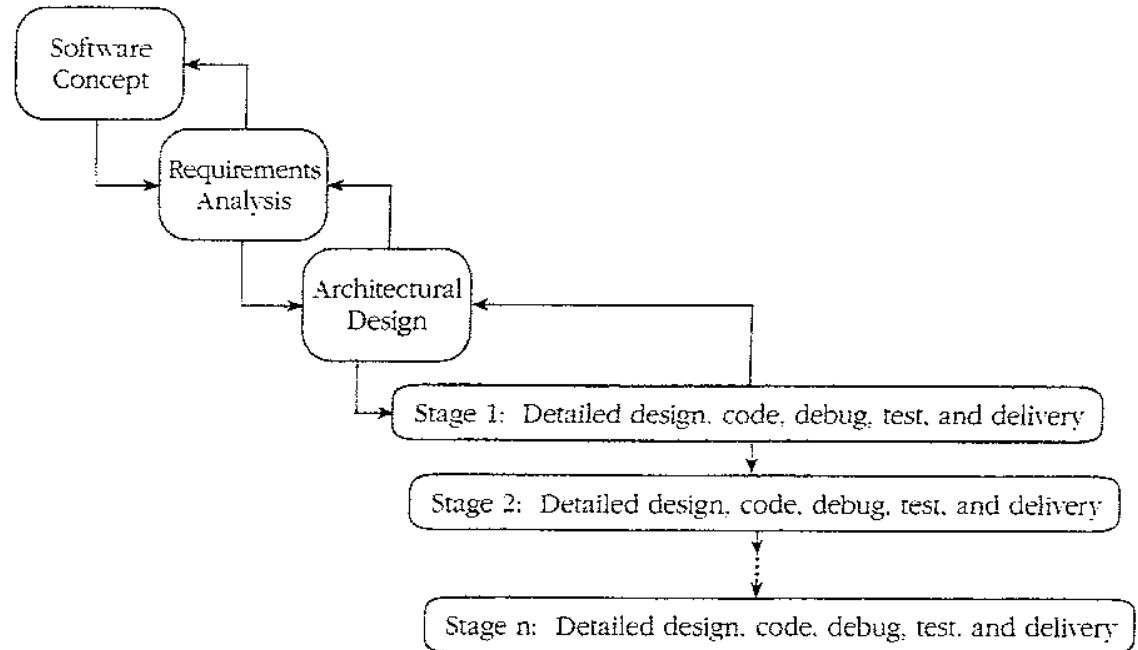 Software
Concept
Requirements
Analysis
Architectural
Design
Stage 1: Detailed design, code, debug, test, and delivery
Stage 2: Detailed design, code, debug, test, and delivery
Stage n: Detailed design, code, debug, test, and delivery